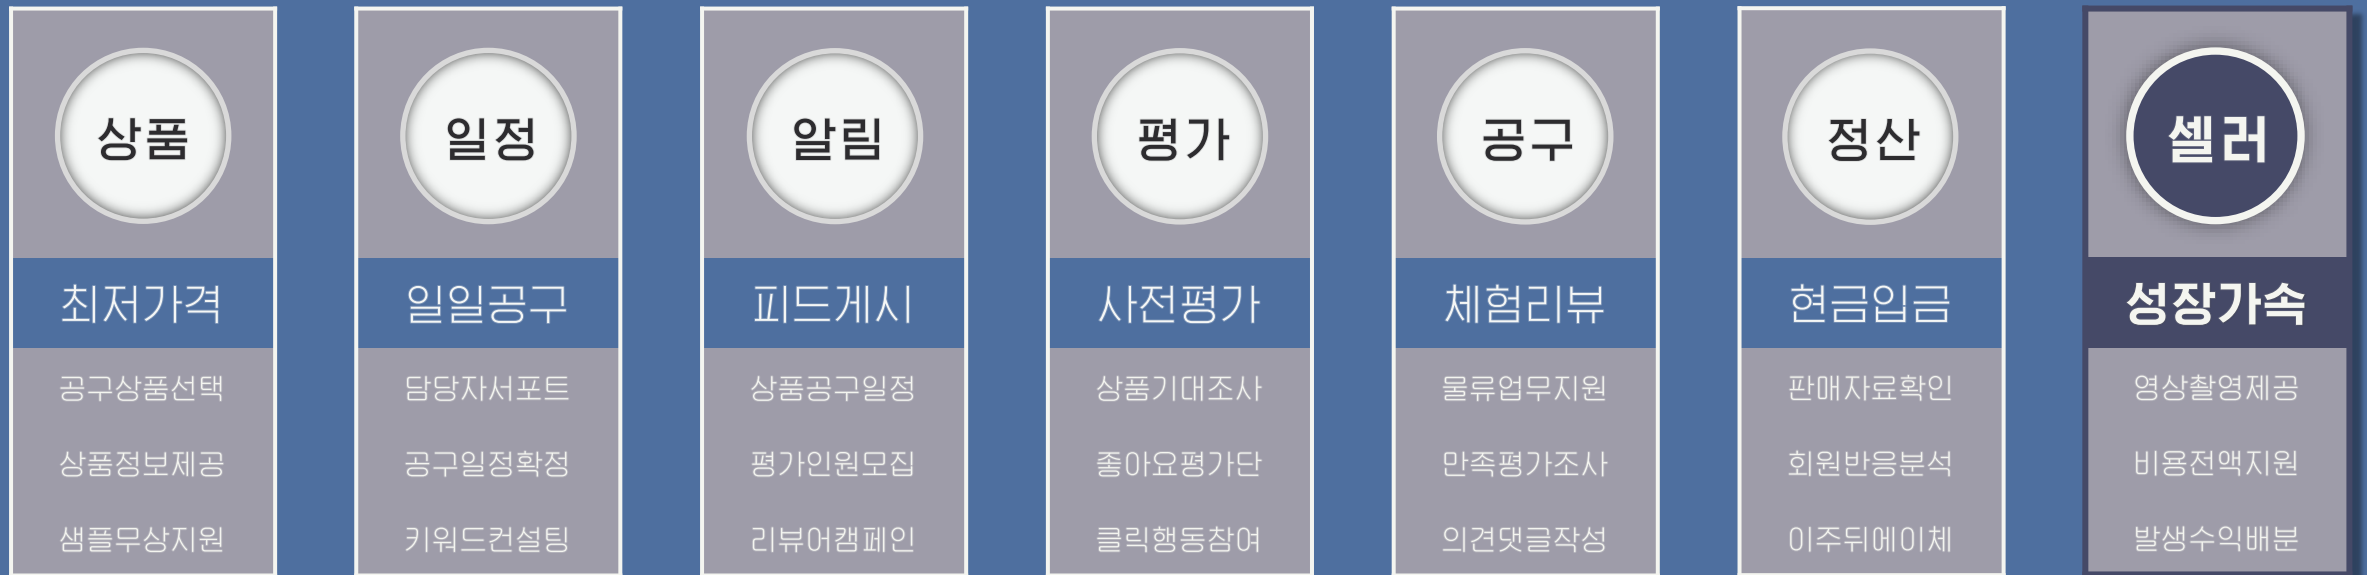 상품
최저가격
공구상품선택
상품정보제공
샘플무상지원
일정
일일공구
담당자서포트
공구일정확정
키워드컨설팅
알림
피드게시
상품공구일정
평가인원모집
리뷰어캠페인
평가
사전평가
상품기대조사
좋아요평가단
클릭행동참여
공구
체험리뷰
물류업무지원
만족평가조사
의견댓글작성
정산
현금입금
판매자료확인
회원반응분석
이주뒤에이체
셀러
성장가속
영상촬영제공
비용전액지원
발생수익배분